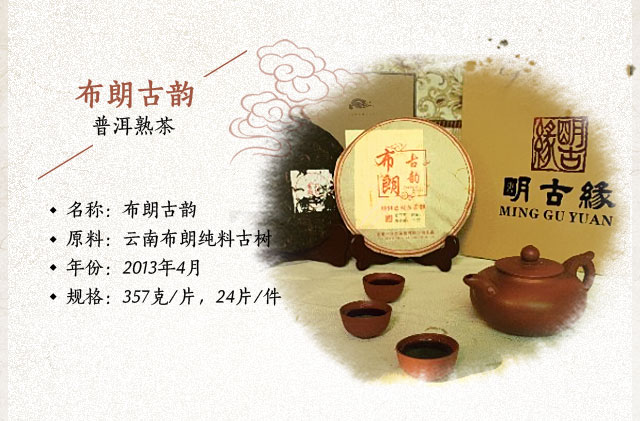 布朗古韵
普洱熟茶
名称：布朗古韵
原料：云南布朗纯料古树
年份：2013年4月
规格：357克/片，24片/件
布朗
古韵
明古緣
明古緣
MING GU YUAN